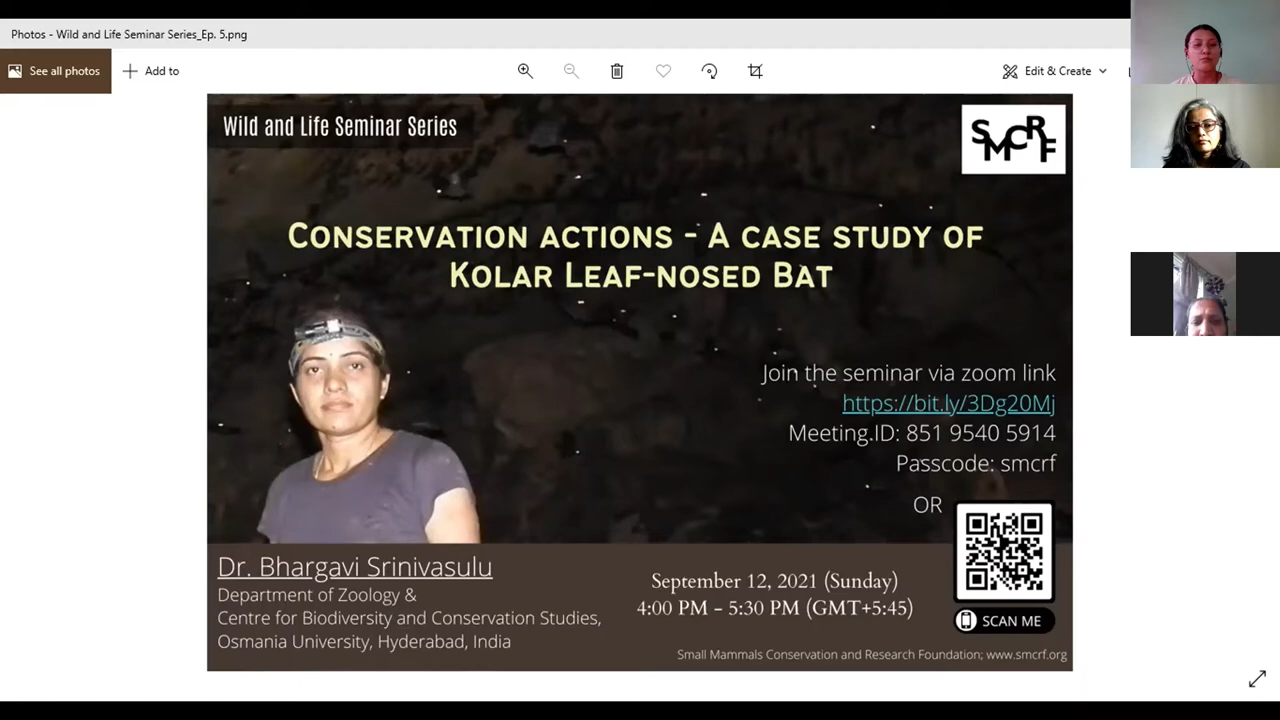 Photos - Wild and Life Seminar Series_Ep. 5.png
See all photos
Add to
Edit & Create
Wild and Life Seminar Series
SMCRF
CONSERVATION ACTIONS - A CASE STUDY OF
KOLAR LEAF-NOSED BAT
Join the seminar via zoom link
https://bit.ly/3Dg20Mj
Meeting ID: 851 9540 5914
Passcode: smcrf
OR
SCAN ME
Dr. Bhargavi Srinivasulu
Department of Zoology &
Centre for Biodiversity and Conservation Studies,
Osmania University, Hyderabad, India
September 12, 2021 (Sunday)
4:00 PM - 5:30 PM (GMT+5:45)
Small Mammals Conservation and Research Foundation; www.smcrf.org